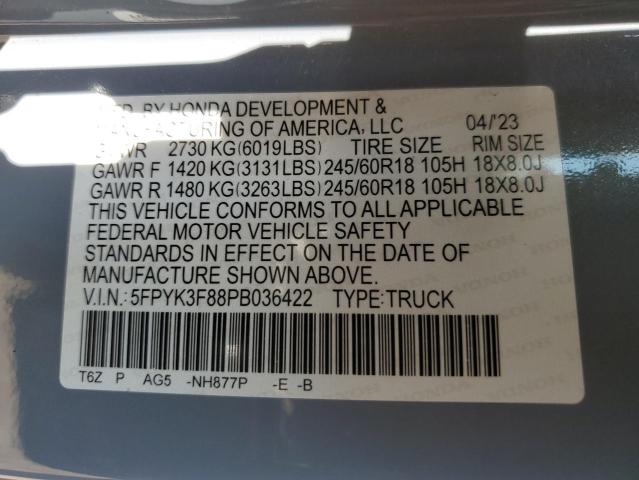 BY HONDA DEVELOPMENT &
MANUFACTURING OF AMERICA, LLC 04/'23
GVWR 2730 KG(6019LBS) TIRE SIZE RIM SIZE
GAWR F 1420 KG(3131LBS) 245/60R18 105H 18X8.0J
GAWR R 1480 KG(3263LBS) 245/60R18 105H 18X8.0J
THIS VEHICLE CONFORMS TO ALL APPLICABLE
FEDERAL MOTOR VEHICLE SAFETY
STANDARDS IN EFFECT ON THE DATE OF
MANUFACTURE SHOWN ABOVE.
V.I.N.: 5FPYK3F88PB036422 TYPE: TRUCK
T6Z P AG5 -NH877P -E -B